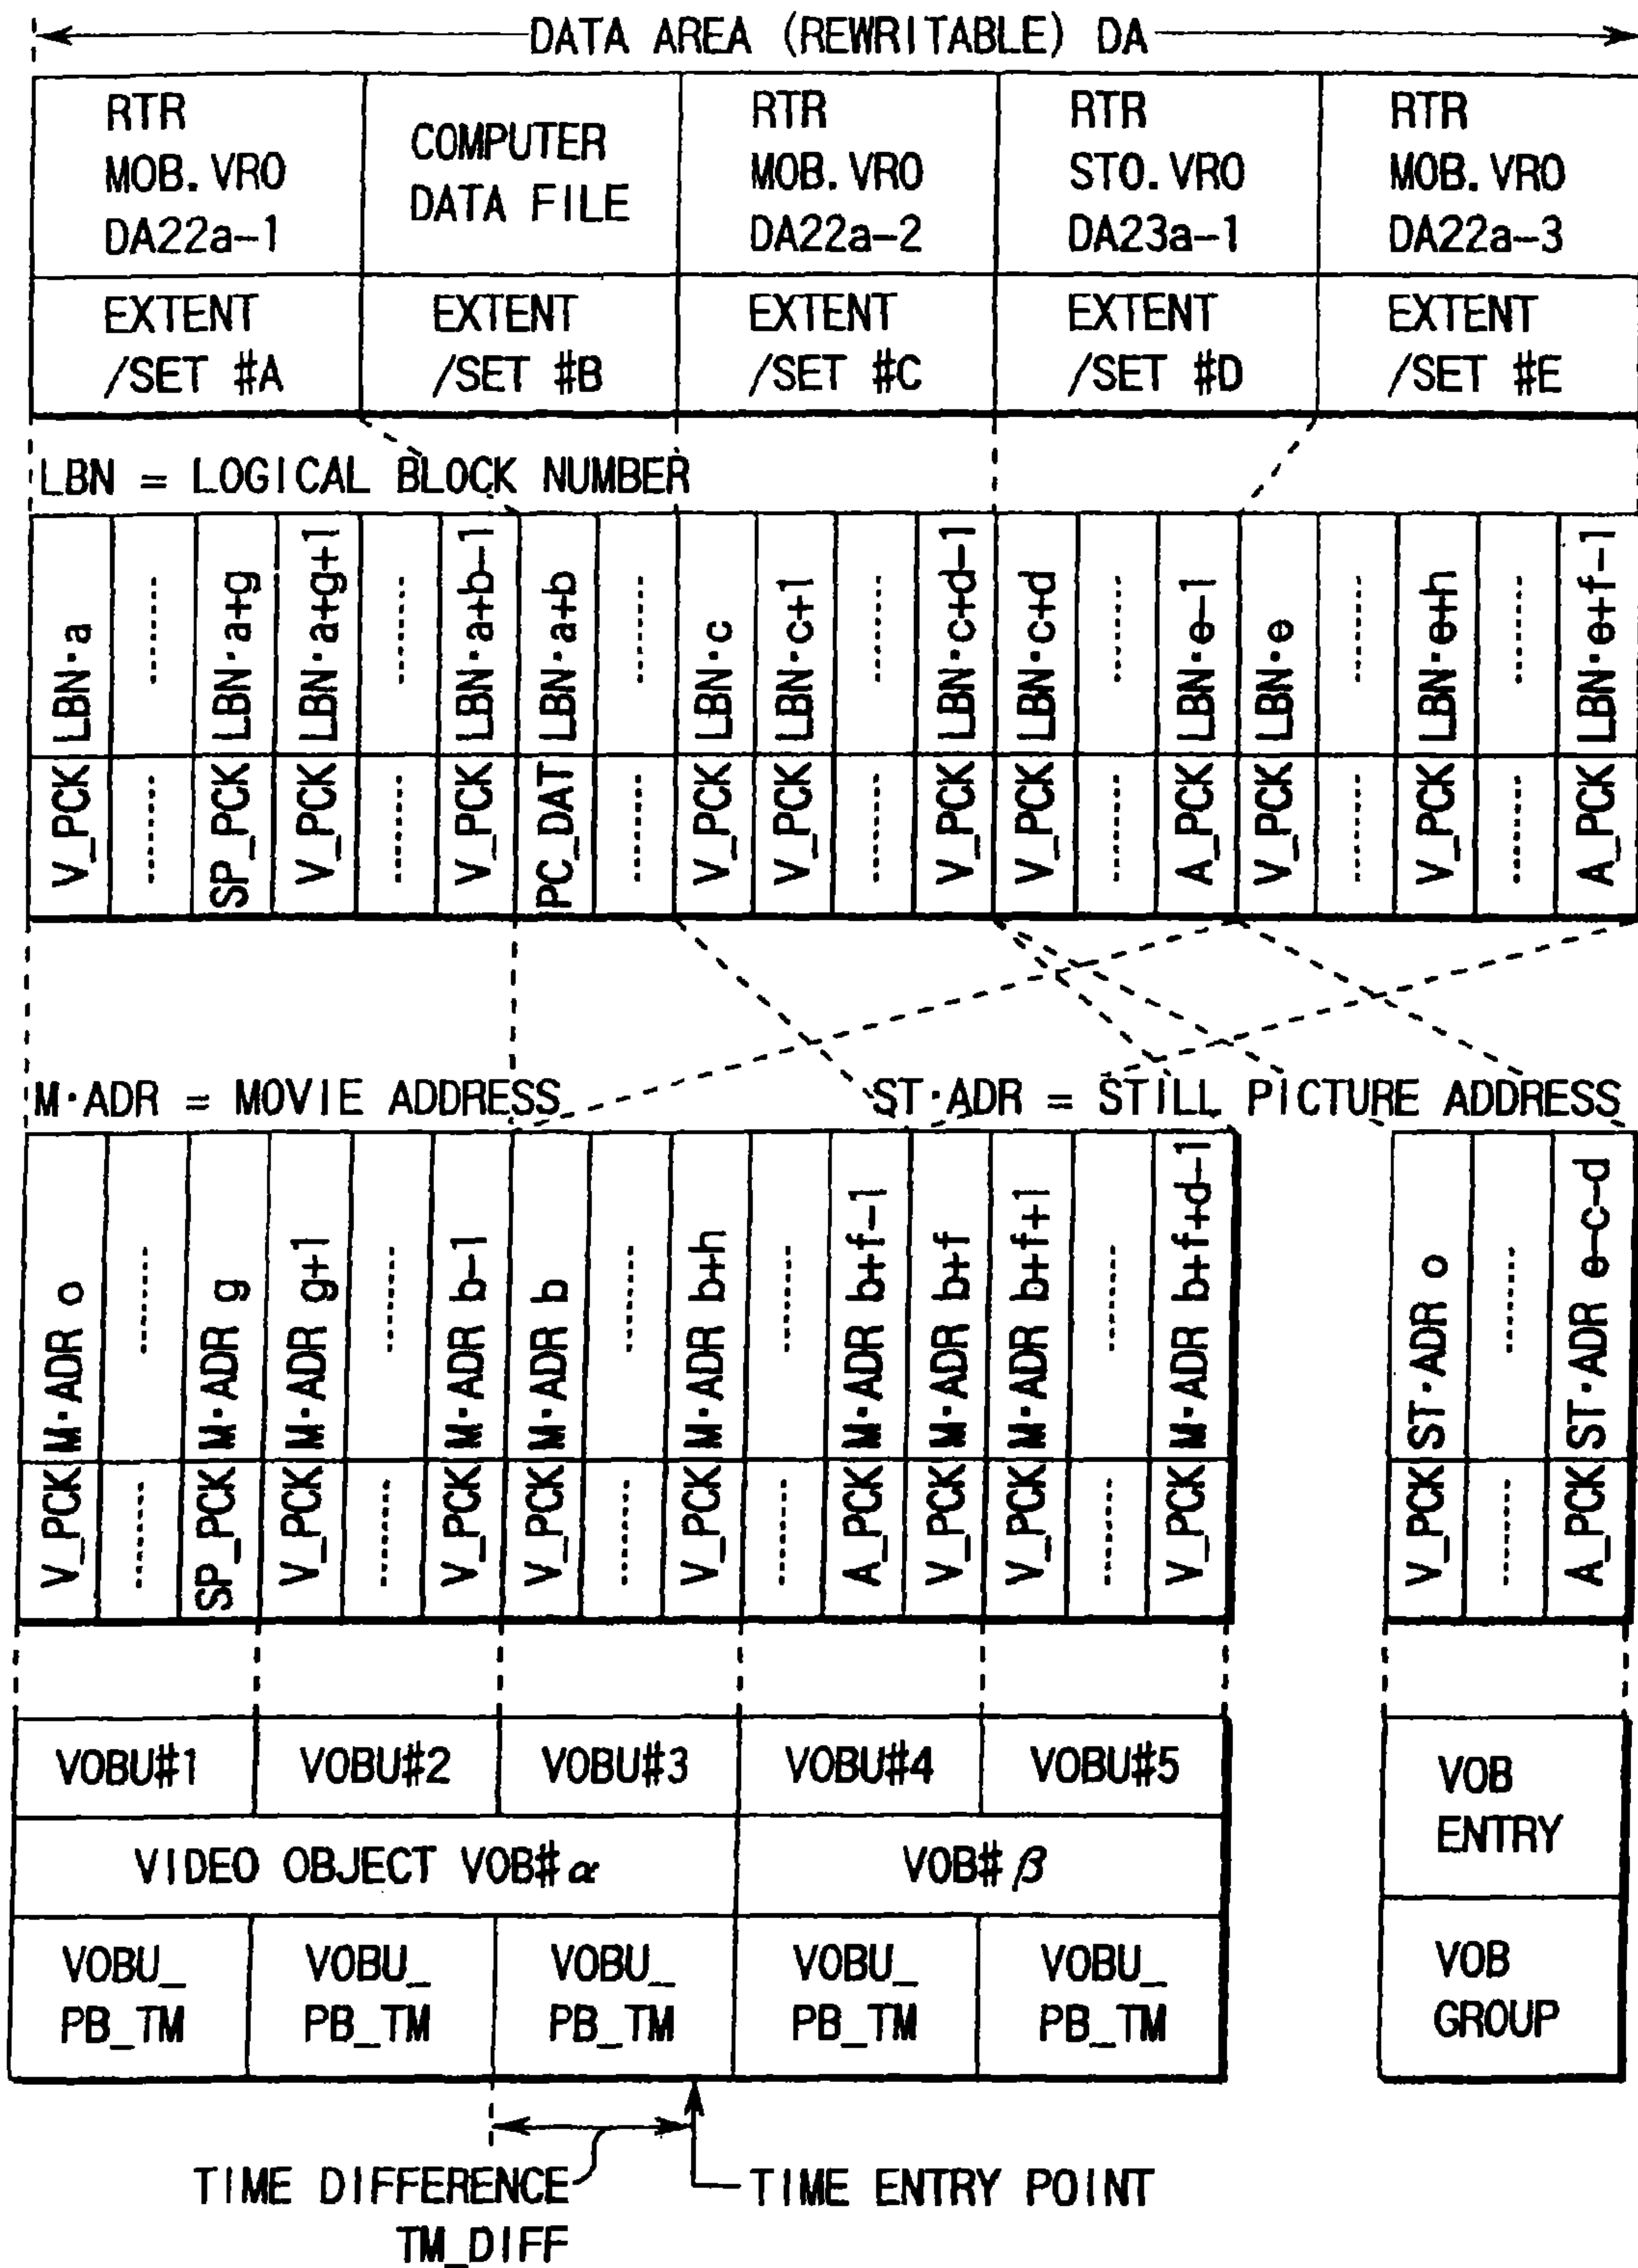 DATA AREA (REWRITABLE) DA
RTR
MOB.VRO
DA22a-1
COMPUTER
DATA FILE
RTR
MOB.VRO
DA22a-2
RTR
STO.VRO
DA23a-1
RTR
MOB.VRO
DA22a-3
EXTENT
/SET #A
EXTENT
/SET #B
EXTENT
/SET #C
EXTENT
/SET #D
EXTENT
/SET #E
LBN = LOGICAL BLOCK NUMBER
V_PCK LBN·a
SP_PCK LBN·a+g
V_PCK LBN·a+g+1
V_PCK LBN·a+b-1
PC_DAT LBN·a+b
V_PCK LBN·c
V_PCK LBN·c+1
V_PCK LBN·c+d-1
V_PCK LBN·c+d
A_PCK LBN·e-1
V_PCK LBN·e
V_PCK LBN·e+h
A_PCK LBN·e+f-1
M·ADR = MOVIE ADDRESS
ST·ADR = STILL PICTURE ADDRESS
V_PCK M·ADR o
SP_PCK M·ADR g
V_PCK M·ADR g+1
V_PCK M·ADR b-1
V_PCK M·ADR b
V_PCK M·ADR b+h
A_PCK M·ADR b+f-1
V_PCK M·ADR b+f
V_PCK M·ADR b+f+1
V_PCK M·ADR b+f+d-1
V_PCK ST·ADR o
A_PCK ST·ADR e-c-d
VOBU#1
VOBU#2
VOBU#3
VOBU#4
VOBU#5
VIDEO OBJECT VOB#α
VOB#β
VOBU_
PB_TM
VOBU_
PB_TM
VOBU_
PB_TM
VOBU_
PB_TM
VOBU_
PB_TM
VOB
ENTRY
VOB
GROUP
TIME DIFFERENCE
TM_DIFF
TIME ENTRY POINT